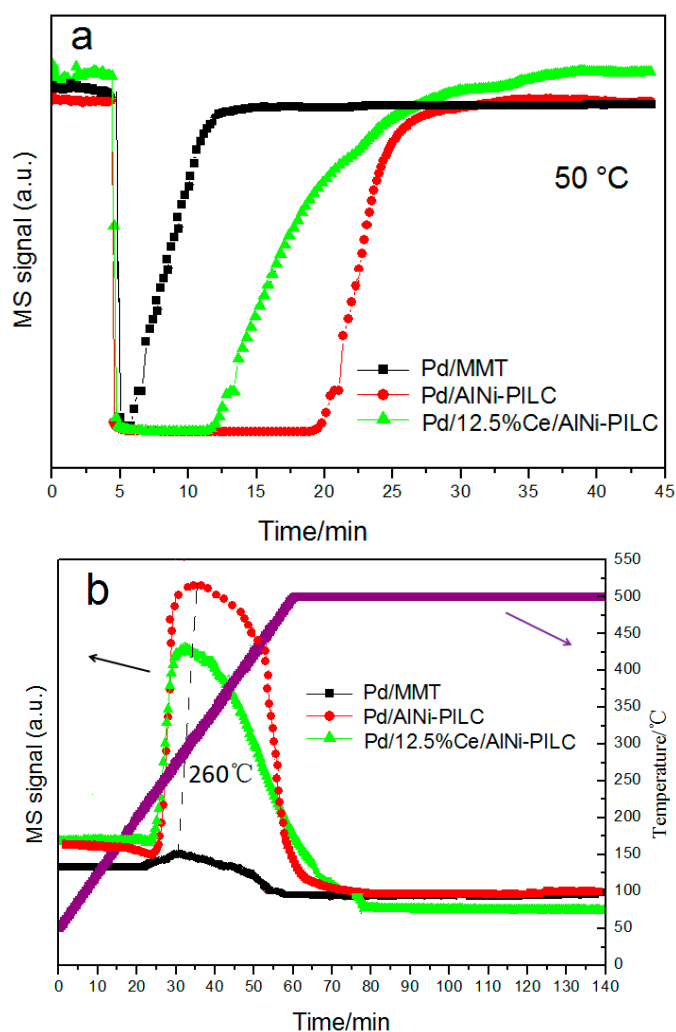 a
MS signal (a.u.)
50 °C
Pd/MMT
Pd/AlNi-PILC
Pd/12.5%Ce/AlNi-PILC
0 5 10 15 20 25 30 35 40 45
Time/min
b
MS signal (a.u.)
550
500
450
400
350
300
250
200
150
100
50
0
Temperature/℃
Pd/MMT
Pd/AlNi-PILC
Pd/12.5%Ce/AlNi-PILC
260℃
0 10 20 30 40 50 60 70 80 90 100 110 120 130 140
Time/min